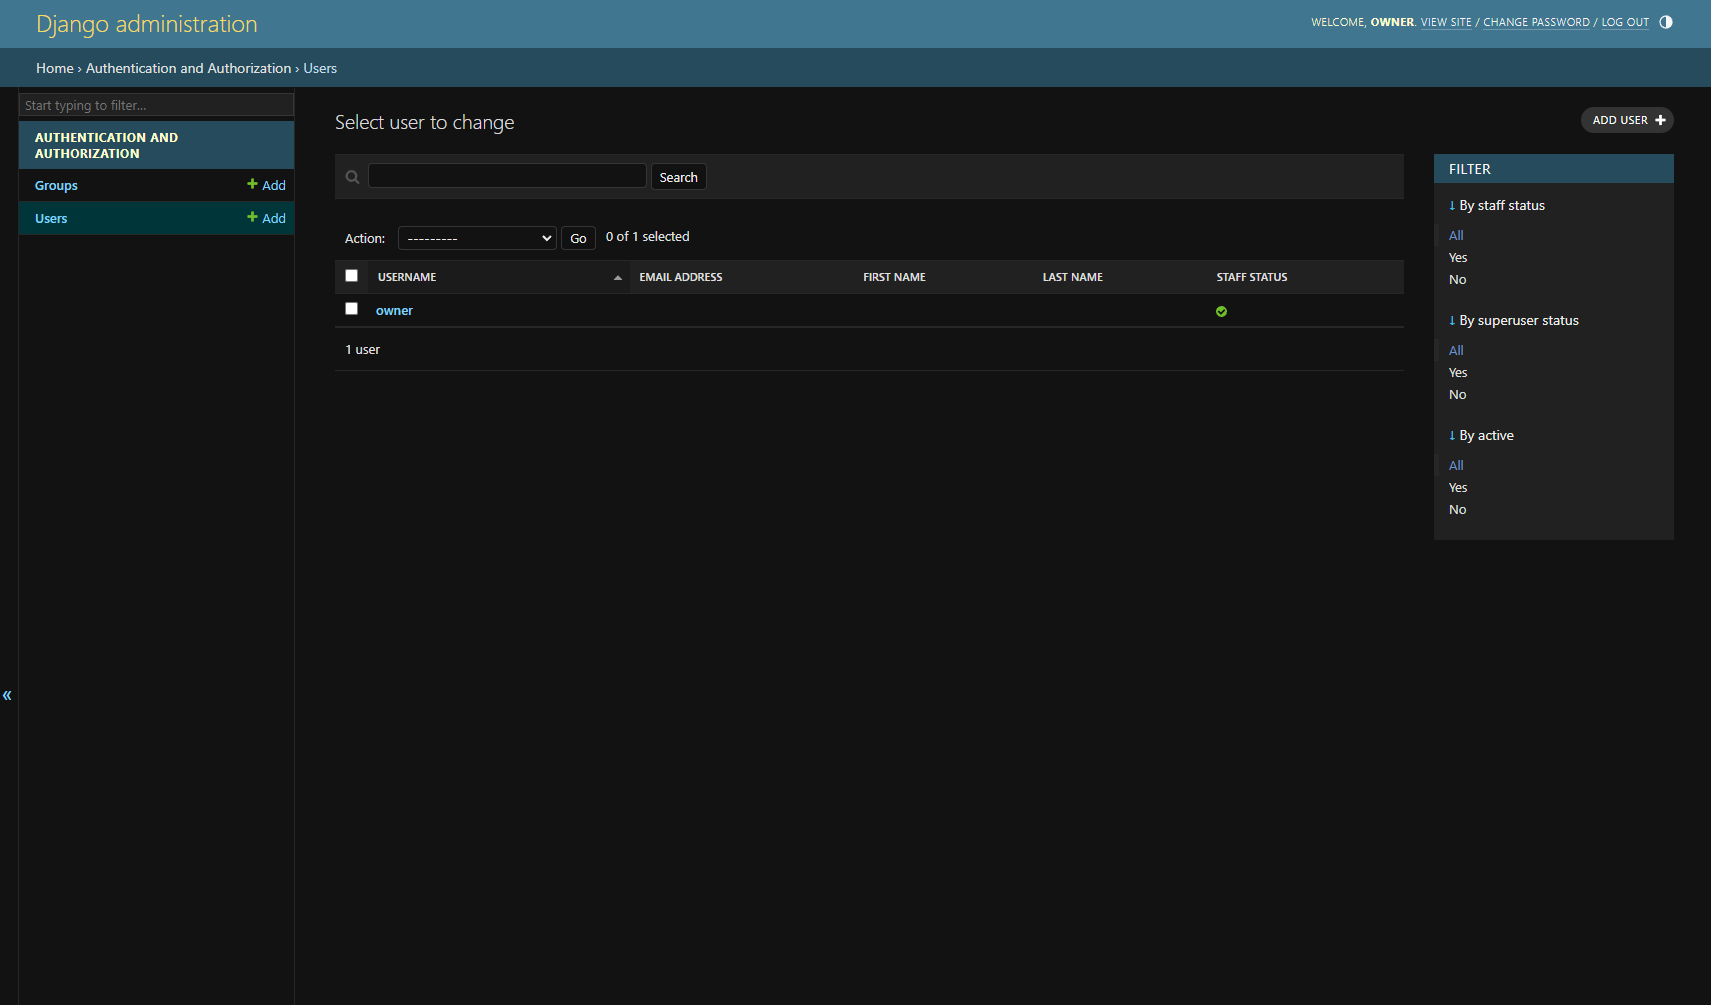 Django administration
WELCOME, OWNER. VIEW SITE / CHANGE PASSWORD / LOG OUT
Home › Authentication and Authorization › Users
Start typing to filter...
AUTHENTICATION AND
AUTHORIZATION
Groups + Add
Users + Add
«
Select user to change
ADD USER +
Search
Action: --------- Go 0 of 1 selected
USERNAME EMAIL ADDRESS FIRST NAME LAST NAME STAFF STATUS
owner
1 user
FILTER
↓ By staff status
All
Yes
No
↓ By superuser status
All
Yes
No
↓ By active
All
Yes
No